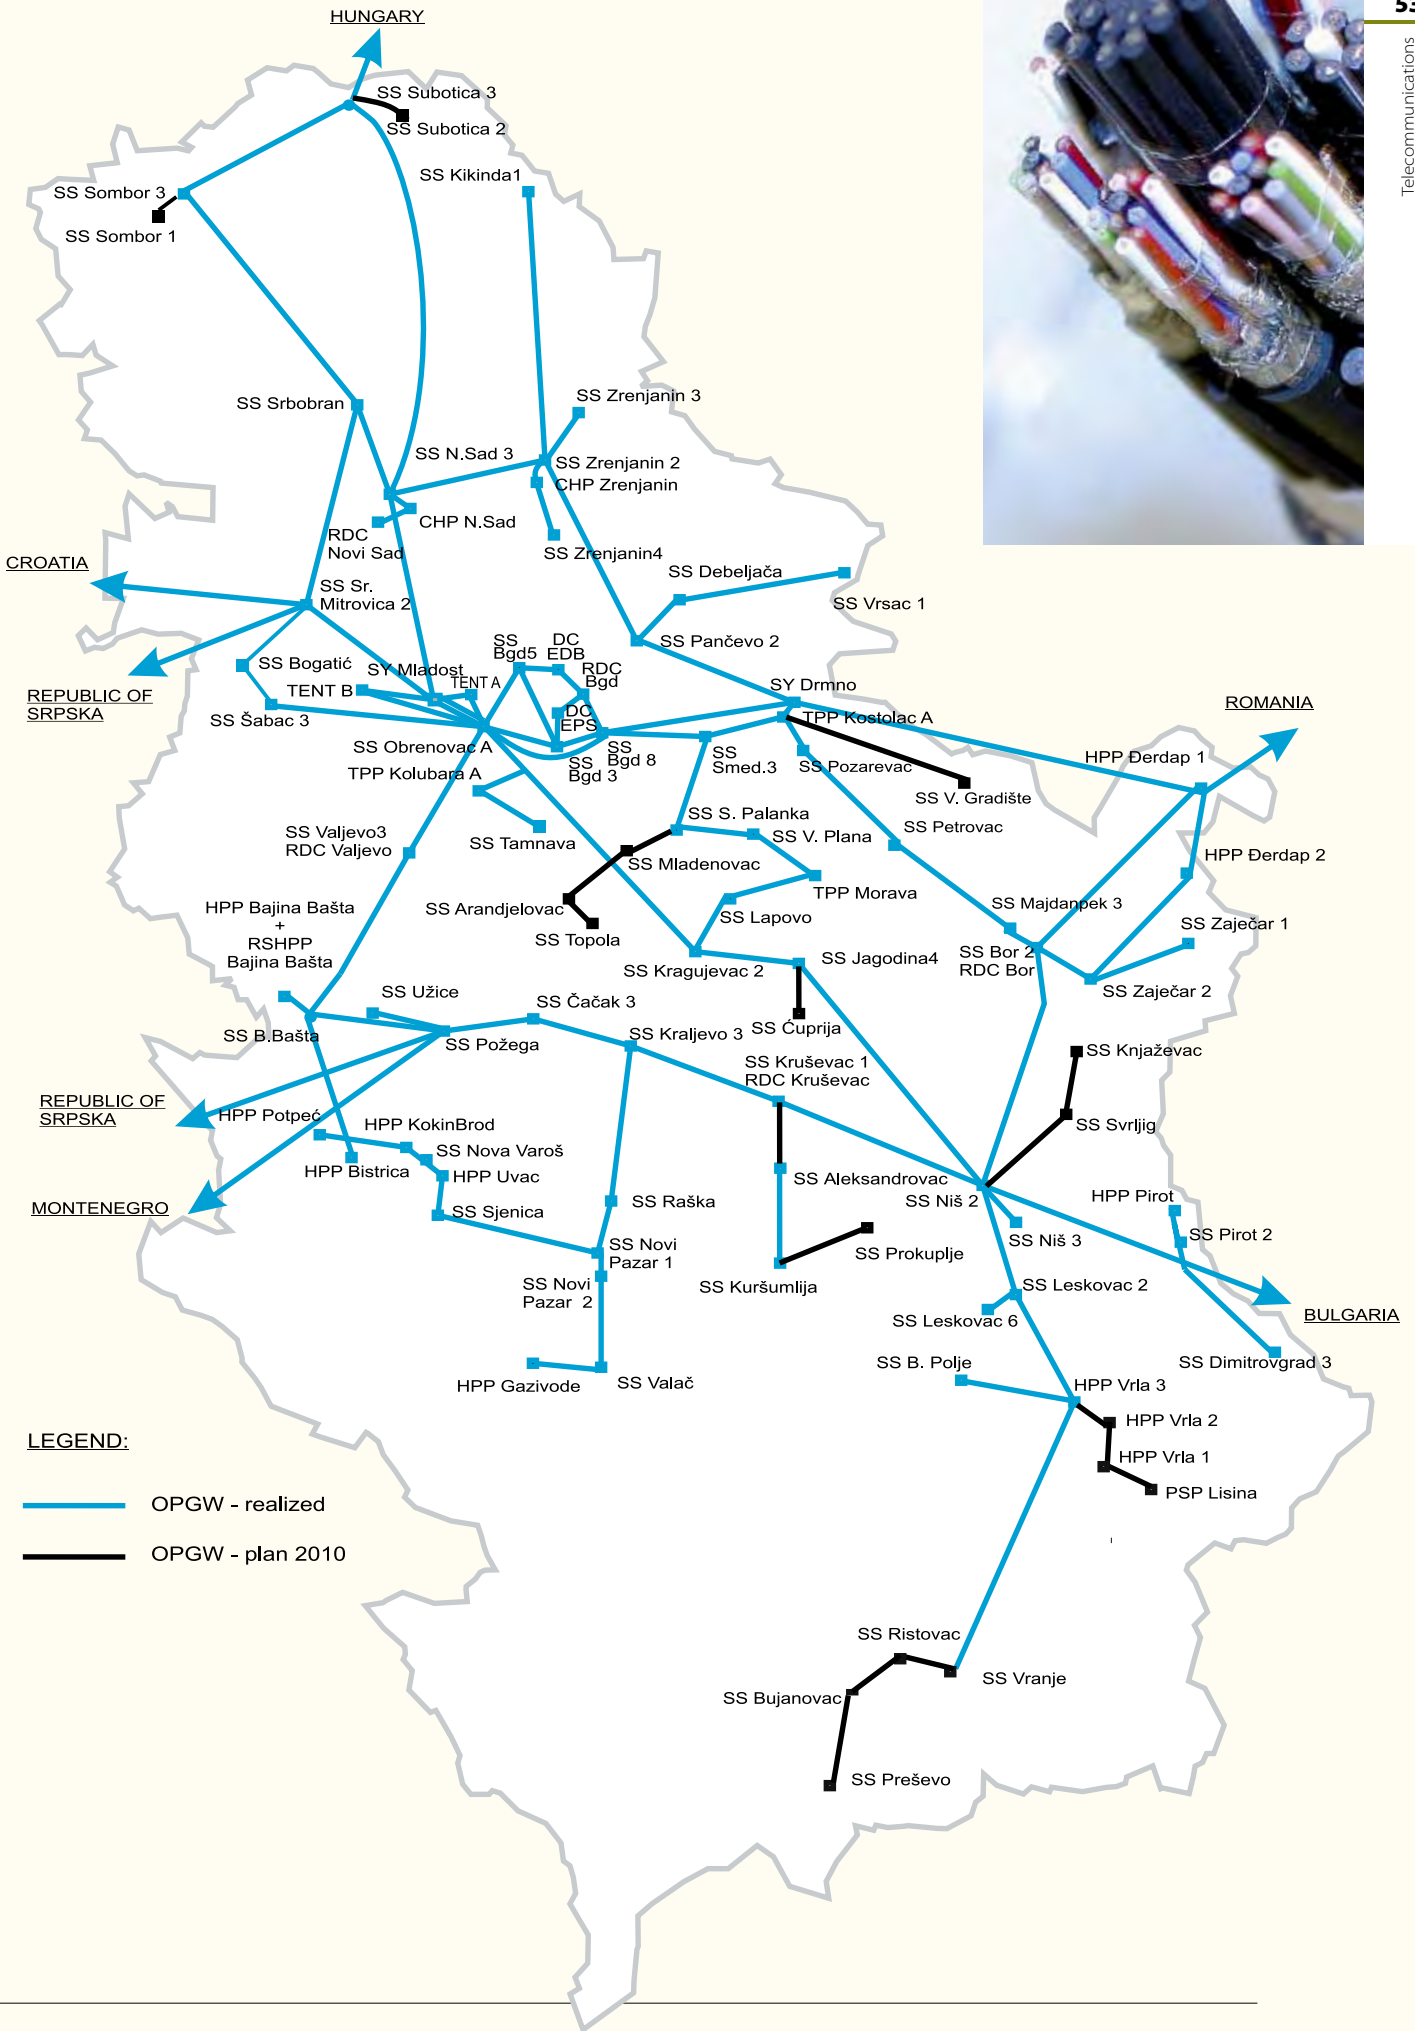 53
Telecommunications
HUNGARY
SS Subotica 3
SS Subotica 2
SS Kikinda1
SS Sombor 3
SS Sombor 1
SS Srbobran
SS Zrenjanin 3
SS N.Sad 3
SS Zrenjanin 2
CHP Zrenjanin
CHP N.Sad
RDC
Novi Sad
SS Zrenjanin4
CROATIA
SS Debeljača
SS Sr.
Mitrovica 2
SS Vrsac 1
SS Pančevo 2
SS
Bgd5
DC
EDB
RDC
Bgd
SS Bogatić
SY Mladost
TENT A
TENT B
REPUBLIC OF
SRPSKA
SS Šabac 3
SY Drmno
ROMANIA
TPP Kostolac A
DC
EPS
SS Obrenovac A
SS
Bgd 3
SS
Bgd 8
SS
Smed.3
SS Pozarevac
HPP Đerdap 1
TPP Kolubara A
SS V. Gradište
SS S. Palanka
SS V. Plana
SS Petrovac
SS Valjevo3
RDC Valjevo
SS Tamnava
SS Mladenovac
HPP Đerdap 2
TPP Morava
HPP Bajina Bašta
+
RSHPP
Bajina Bašta
SS Arandjelovac
SS Lapovo
SS Majdanpek 3
SS Zaječar 1
SS Topola
SS Kragujevac 2
SS Jagodina4
SS Bor 2
RDC Bor
SS Zaječar 2
SS Užice
SS Čačak 3
SS B.Bašta
SS Požega
SS Kraljevo 3
SS Ćuprija
SS Knjaževac
SS Kruševac 1
RDC Kruševac
REPUBLIC OF
SRPSKA
HPP Potpeć
HPP KokinBrod
SS Svrljig
SS Nova Varoš
HPP Bistrica
HPP Uvac
SS Aleksandrovac
MONTENEGRO
SS Sjenica
SS Raška
SS Niš 2
HPP Pirot
SS Niš 3
SS Pirot 2
SS Prokuplje
SS Novi
Pazar 1
SS Novi
Pazar 2
SS Kuršumlija
SS Leskovac 2
SS Leskovac 6
BULGARIA
SS B. Polje
SS Dimitrovgrad 3
HPP Gazivode
SS Valač
HPP Vrla 3
HPP Vrla 2
HPP Vrla 1
PSP Lisina
LEGEND:
OPGW - realized
OPGW - plan 2010
SS Ristovac
SS Vranje
SS Bujanovac
SS Preševo